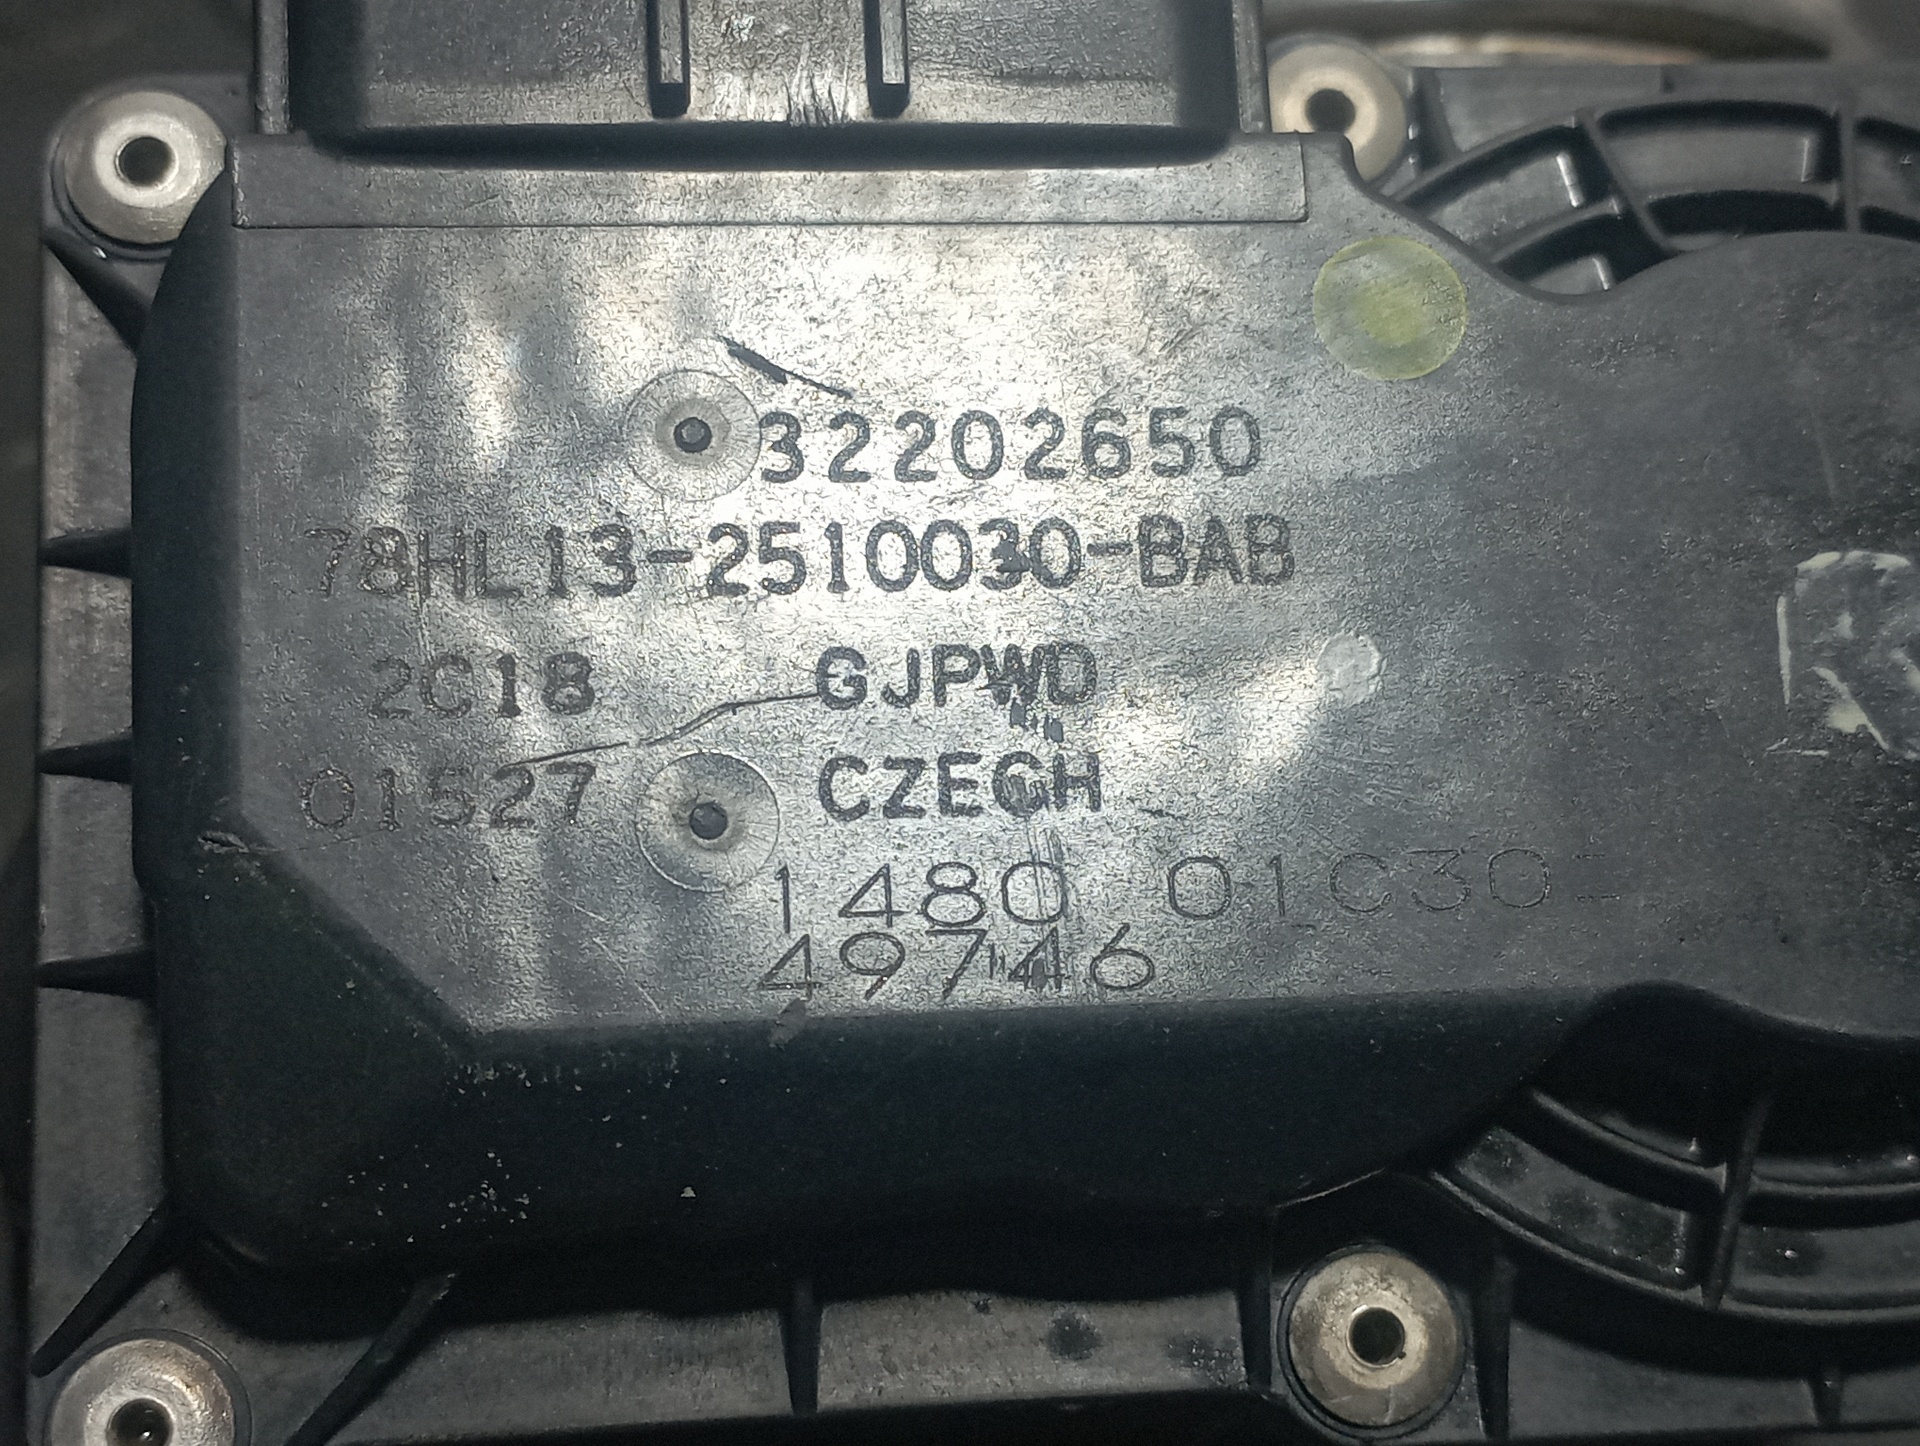 32202650
78HL13-2510030-BAB
2C18 GJPWD
01527 CZECH
1480 01C30-
49746